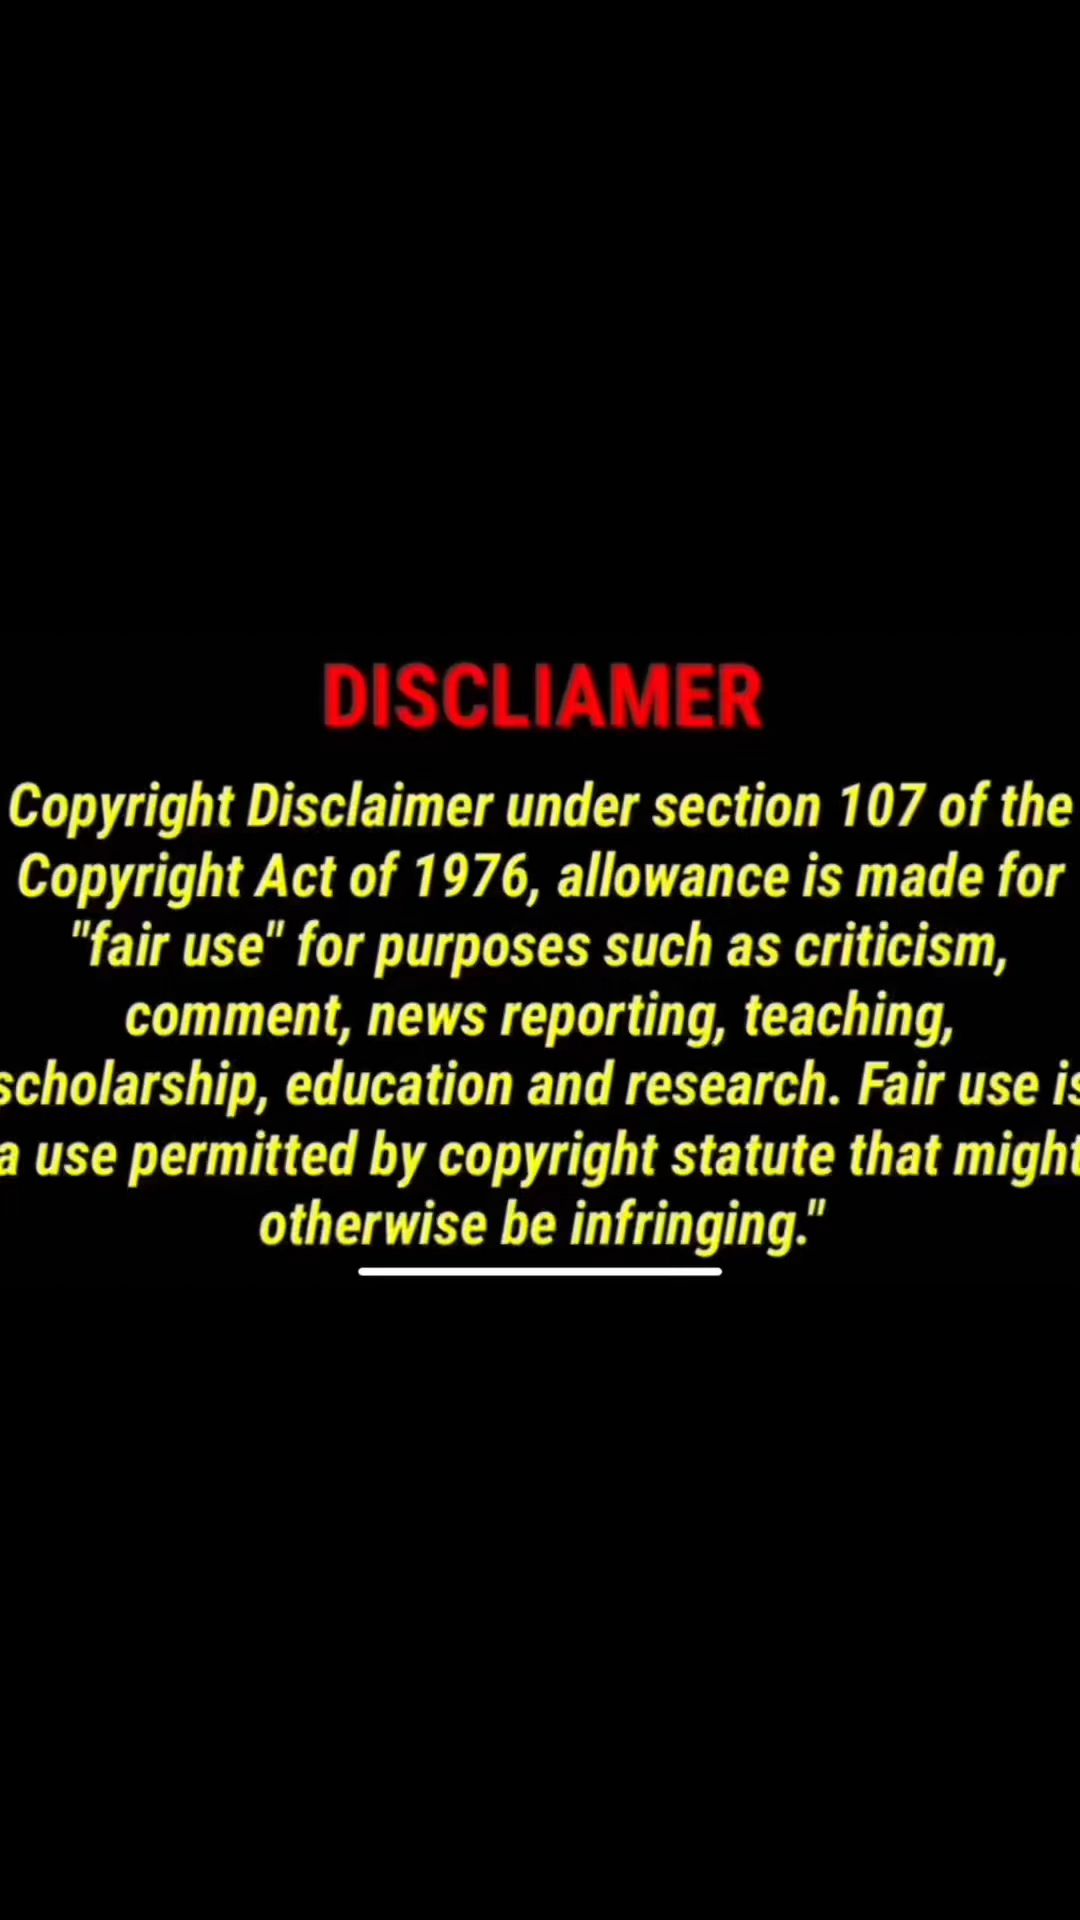 DISCLIAMER
Copyright Disclaimer under section 107 of the
Copyright Act of 1976, allowance is made for
"fair use" for purposes such as criticism,
comment, news reporting, teaching,
scholarship, education and research. Fair use is
a use permitted by copyright statute that might
otherwise be infringing."